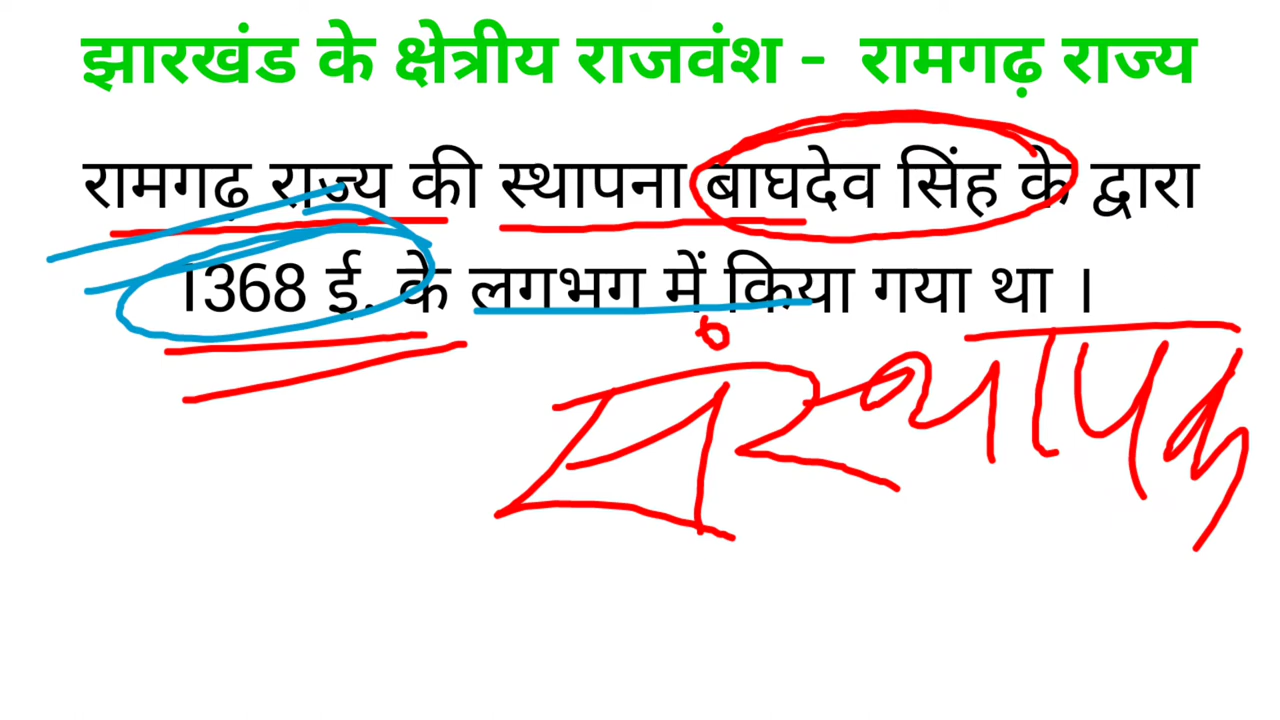 झारखंड के क्षेत्रीय राजवंश - रामगढ़ राज्य
रामगढ़ राज्य की स्थापना बाघदेव सिंह के द्वारा
1368 ई. के लगभग में किया गया था ।
संस्थापक